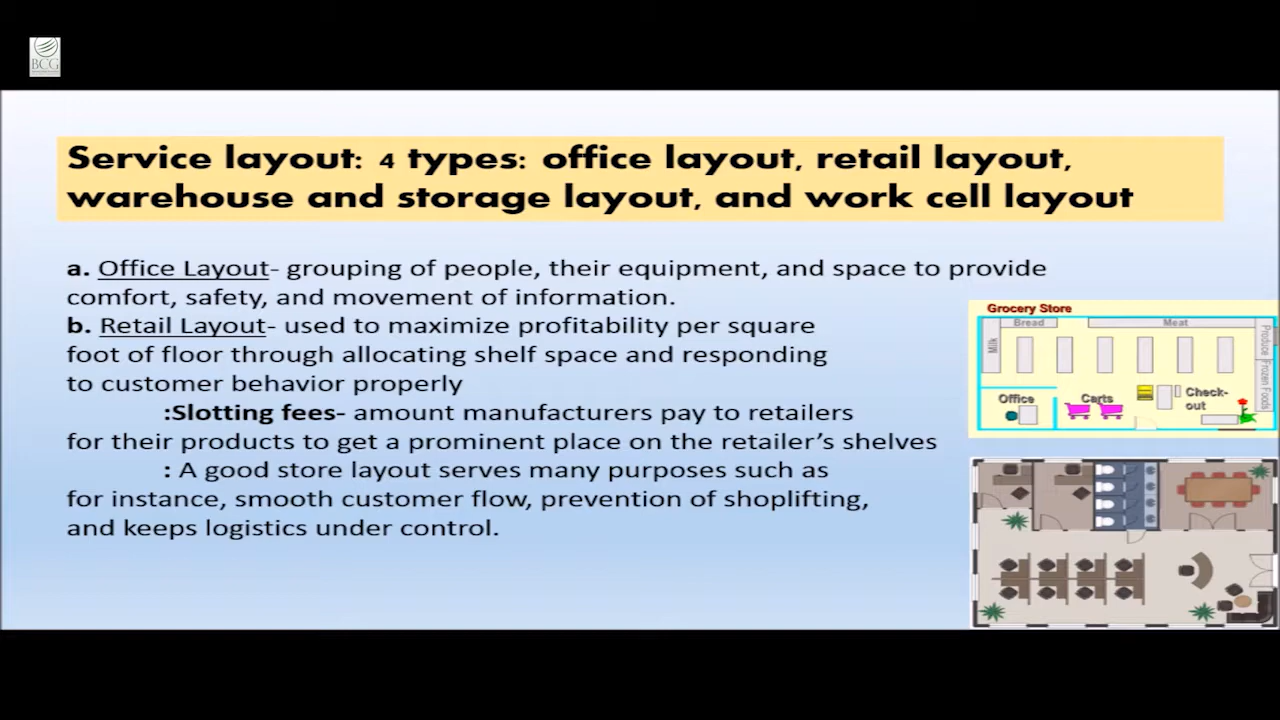 BCG
Service layout: 4 types: office layout, retail layout,
warehouse and storage layout, and work cell layout
a. Office Layout- grouping of people, their equipment, and space to provide
comfort, safety, and movement of information.
b. Retail Layout- used to maximize profitability per square
foot of floor through allocating shelf space and responding
to customer behavior properly
:Slotting fees- amount manufacturers pay to retailers
for their products to get a prominent place on the retailer’s shelves
: A good store layout serves many purposes such as
for instance, smooth customer flow, prevention of shoplifting,
and keeps logistics under control.
Grocery Store
Bread
Meat
Milk
Produce
Frozen Foods
Office
Carts
Check-
out